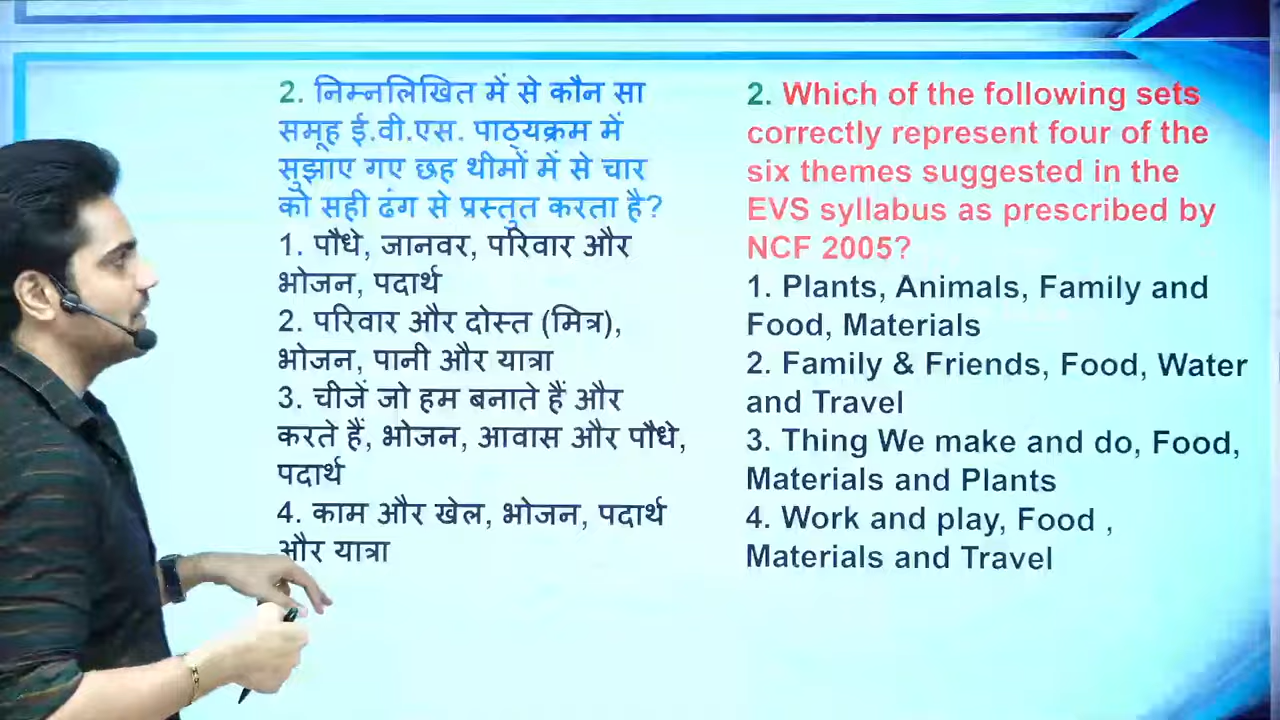 2. निम्नलिखित में से कौन सा
समूह ई.वी.एस. पाठ्यक्रम में
सुझाए गए छह थीमों में से चार
को सही ढंग से प्रस्तुत करता है?
1. पौधे, जानवर, परिवार और
भोजन, पदार्थ
2. परिवार और दोस्त (मित्र),
भोजन, पानी और यात्रा
3. चीजें जो हम बनाते हैं और
करते हैं, भोजन, आवास और पौधे,
पदार्थ
4. काम और खेल, भोजन, पदार्थ
और यात्रा
2. Which of the following sets
correctly represent four of the
six themes suggested in the
EVS syllabus as prescribed by
NCF 2005?
1. Plants, Animals, Family and
Food, Materials
2. Family & Friends, Food, Water
and Travel
3. Thing We make and do, Food,
Materials and Plants
4. Work and play, Food ,
Materials and Travel